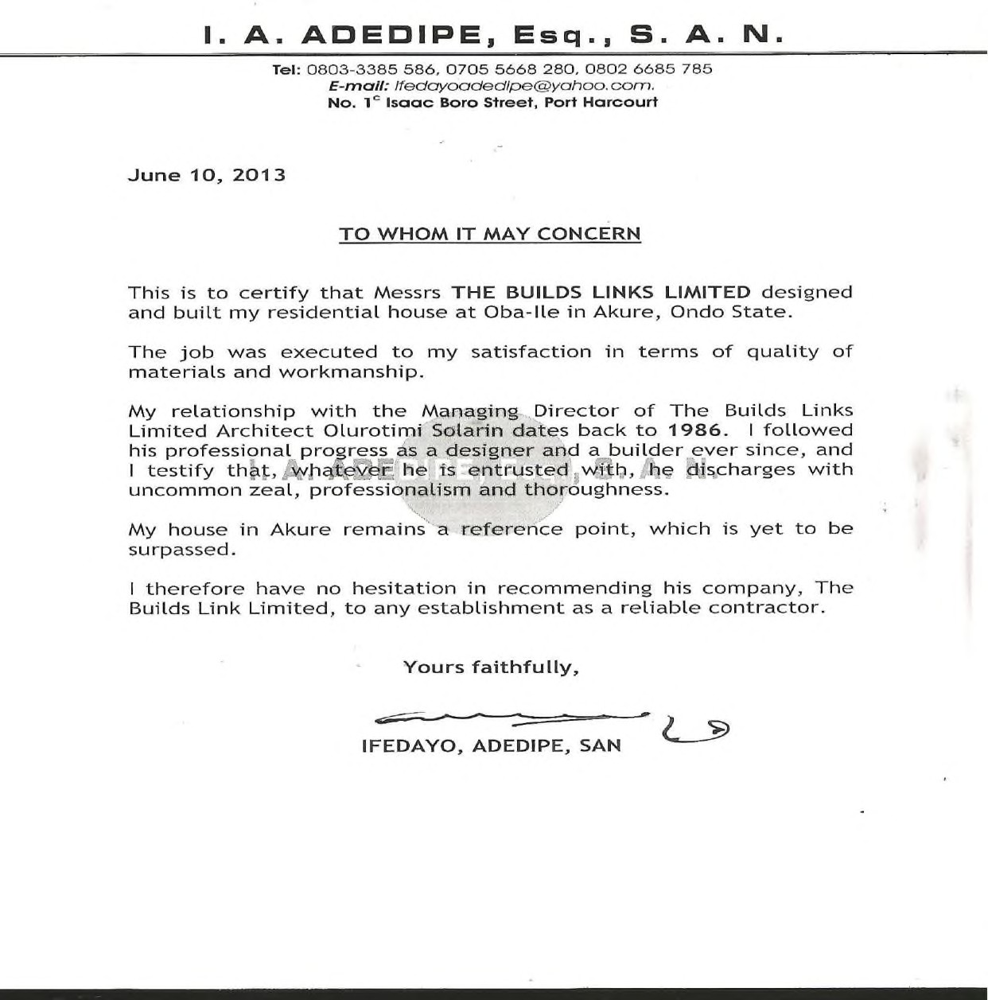 I. A. ADEDIPE, Esq., S. A. N.
Tel: 0803-3385 586, 0705 5668 280, 0802 6685 785
E-mail: Ifedayoadedipe@yahoo.com.
No. 1c Isaac Boro Street, Port Harcourt
June 10, 2013
TO WHOM IT MAY CONCERN
This is to certify that Messrs THE BUILDS LINKS LIMITED designed
and built my residential house at Oba-Ile in Akure, Ondo State.
The job was executed to my satisfaction in terms of quality of
materials and workmanship.
My relationship with the Managing Director of The Builds Links
Limited Architect Olurotimi Solarin dates back to 1986. I followed
his professional progress as a designer and a builder ever since, and
I testify that, whatever he is entrusted with, he discharges with
uncommon zeal, professionalism and thoroughness.
My house in Akure remains a reference point, which is yet to be
surpassed.
I therefore have no hesitation in recommending his company, The
Builds Link Limited, to any establishment as a reliable contractor.
Yours faithfully,
IFEDAYO, ADEDIPE, SAN